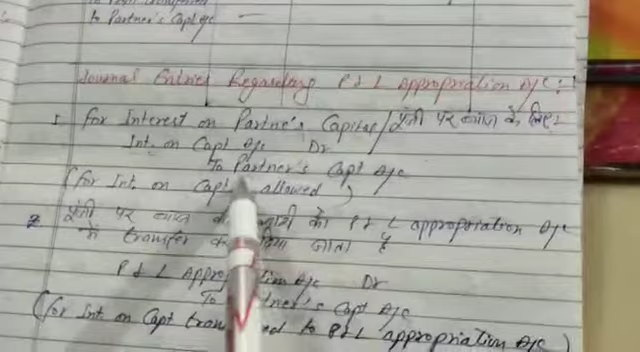 to Partner's Capt A/c
Journal Entries Regarding P & L Appropriation A/c:-
1 for Interest on Partner's Capital/पूंजी पर ब्याज के लिए:
Int. on Capt A/c Dr
To Partner's Capt A/c
(for Int. on Capt allowed)
2 पूंजी पर ब्याज को P & L appropriation A/c
में transfer दिया जाता है
P & L Appropriation A/c Dr
To Partner's Capt A/c
(for Int on Capt transferred to P & L appropriation A/c)